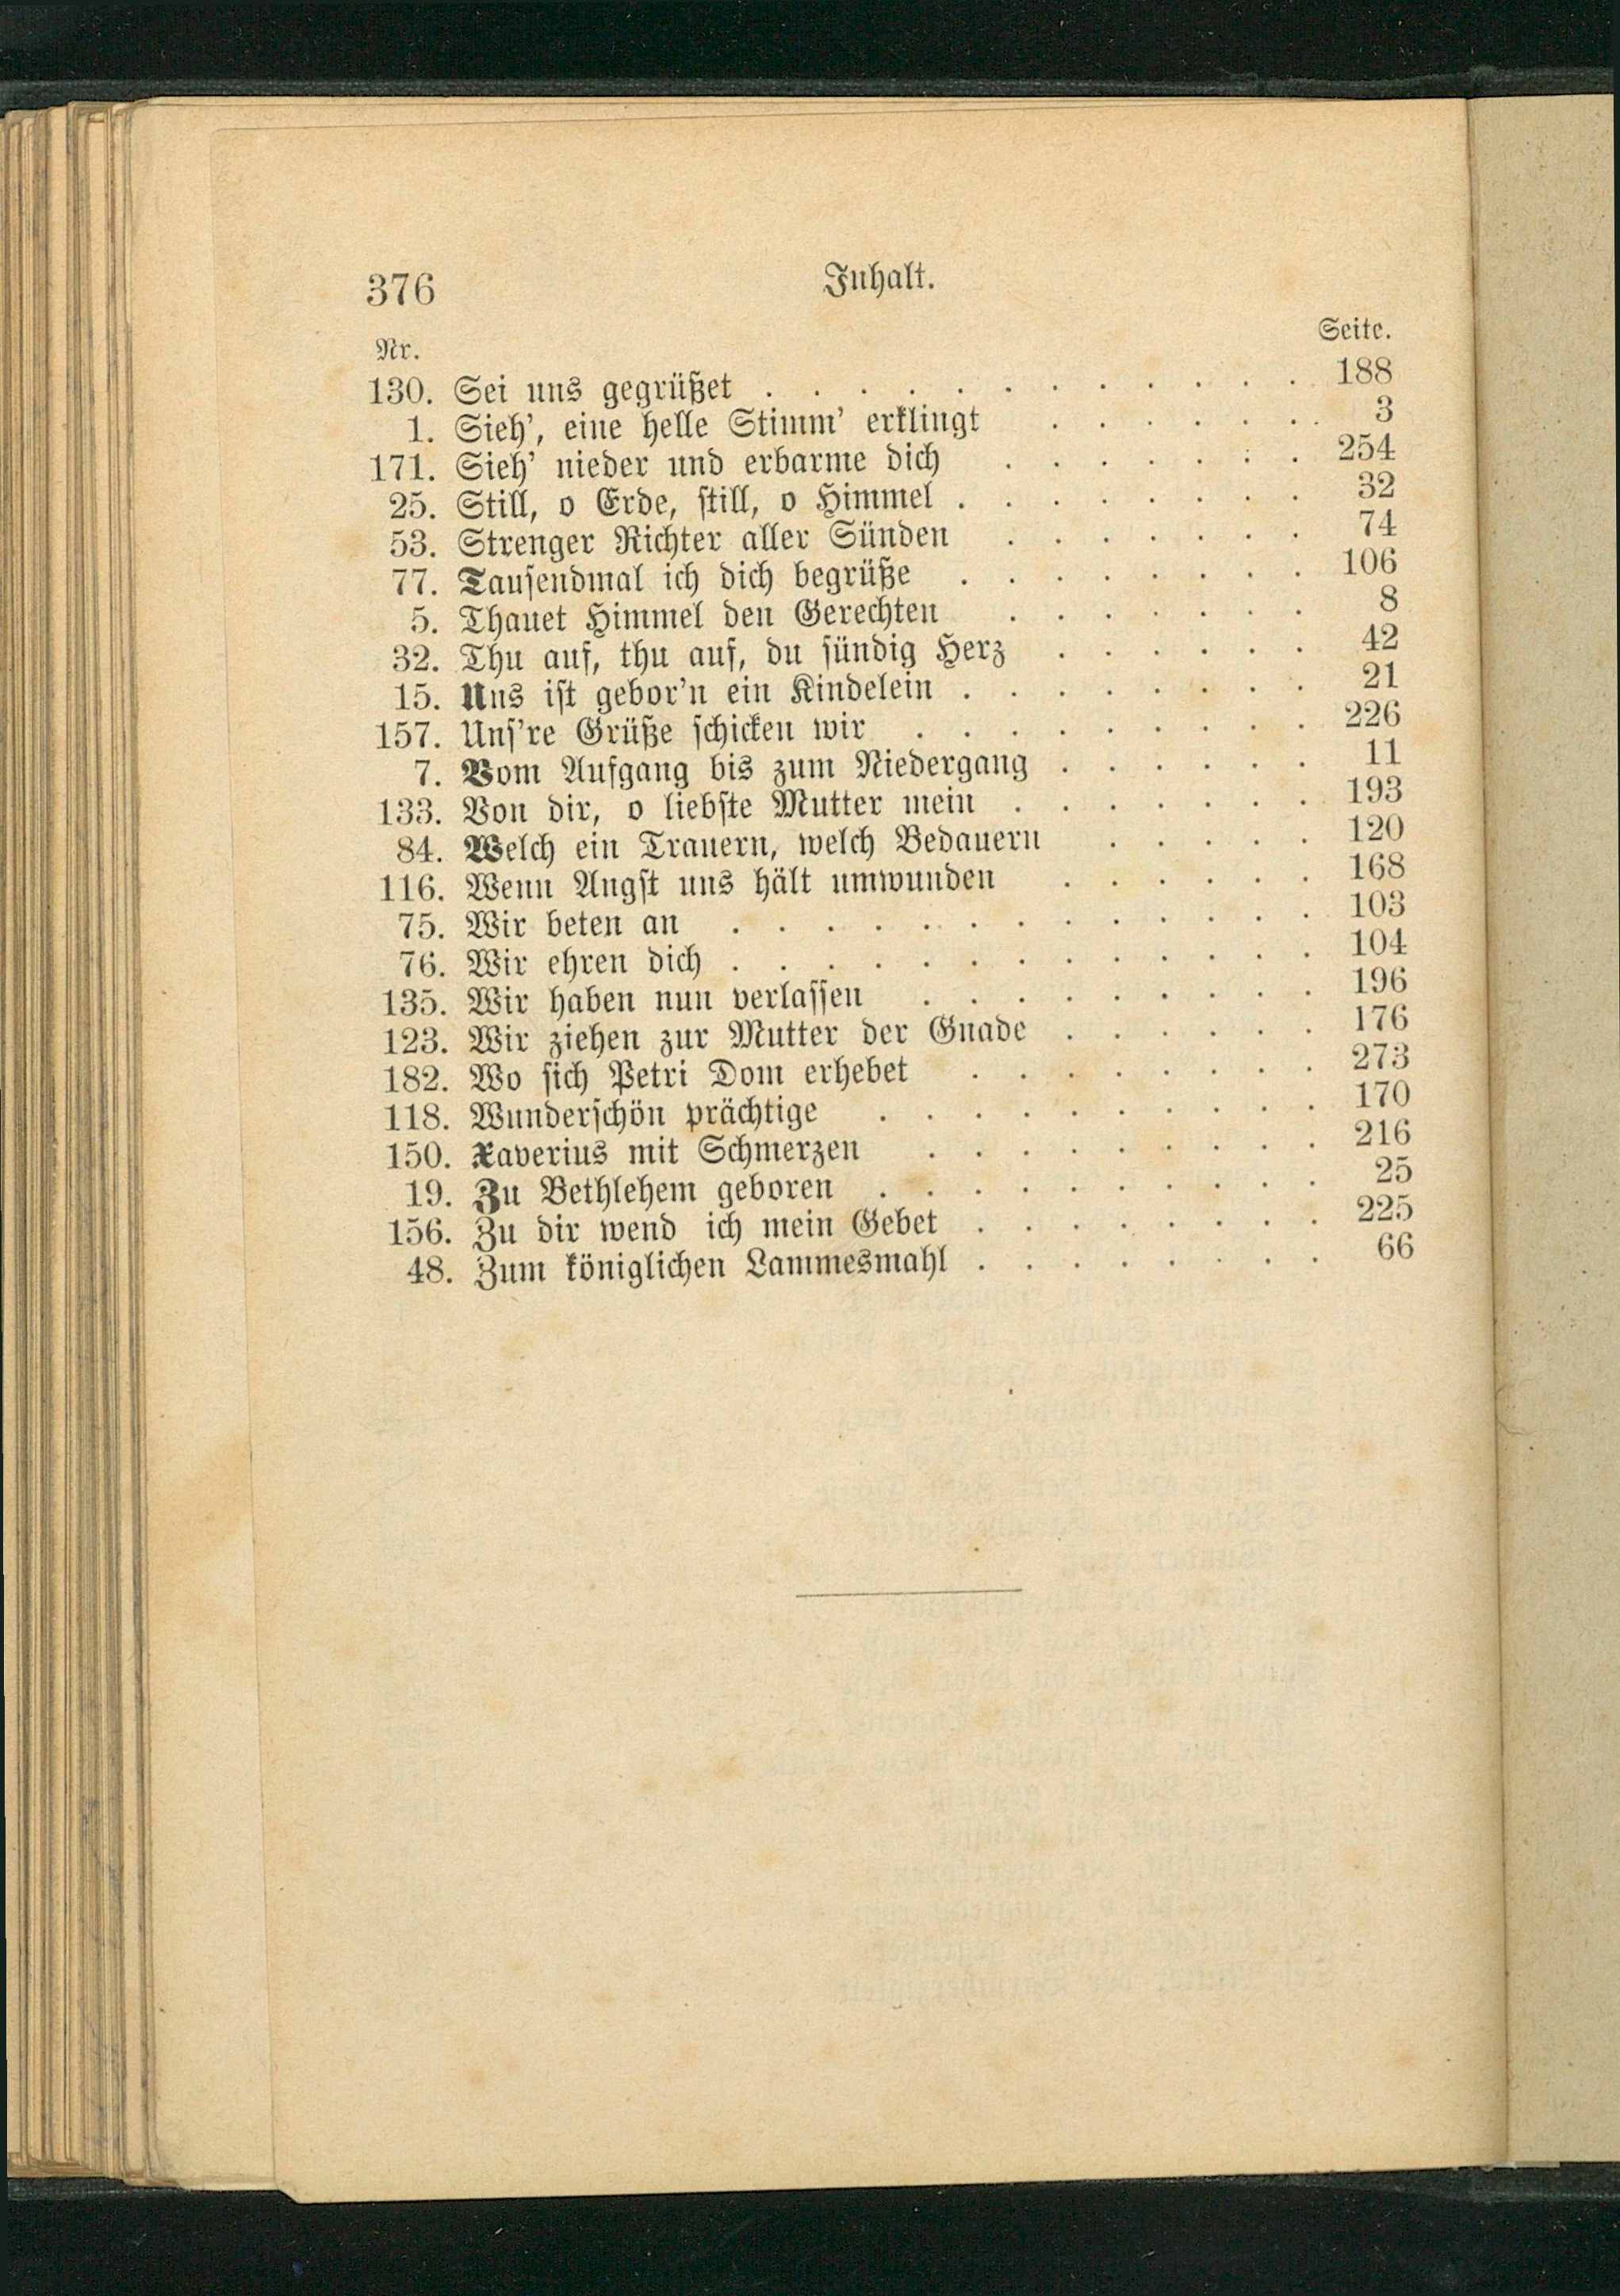 376 Inhalt.
Nr. Seite.
130. Sei uns gegrüßet . . . . . . . . . . . . 188
1. Sieh', eine helle Stimm' erklingt . . . . . . 3
171. Sieh' nieder und erbarme dich . . . . . . . 254
25. Still, o Erde, still, o Himmel . . . . . . . . 32
53. Strenger Richter aller Sünden . . . . . . . 74
77. Tausendmal ich dich begrüße . . . . . . . . 106
5. Thauet Himmel den Gerechten . . . . . . . 8
32. Thu auf, thu auf, du sündig Herz . . . . . . 42
15. Uns ist gebor'n ein Kindelein . . . . . . . . 21
157. Uns're Grüße schicken wir . . . . . . . . . 226
7. Vom Aufgang bis zum Niedergang . . . . . . 11
133. Von dir, o liebste Mutter mein . . . . . . . 193
84. Welch ein Trauern, welch Bedauern . . . . . 120
116. Wenn Angst uns hält umwunden . . . . . . 168
75. Wir beten an . . . . . . . . . . . . . 103
76. Wir ehren dich . . . . . . . . . . . . . 104
135. Wir haben nun verlassen . . . . . . . . . 196
123. Wir ziehen zur Mutter der Gnade . . . . . . 176
182. Wo sich Petri Dom erhebet . . . . . . . . 273
118. Wunderschön prächtige . . . . . . . . . . 170
150. Xaverius mit Schmerzen . . . . . . . . . 216
19. Zu Bethlehem geboren . . . . . . . . . . 25
156. Zu dir wend ich mein Gebet . . . . . . . . 225
48. Zum königlichen Lammesmahl . . . . . . . . 66